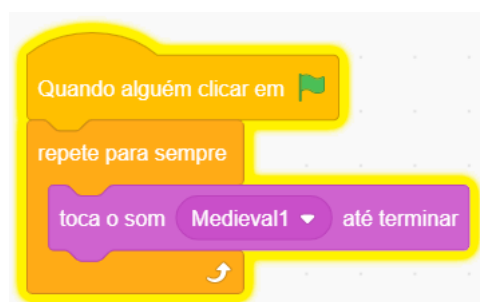 Quando alguém clicar em
repete para sempre
toca o som Medieval1 até terminar